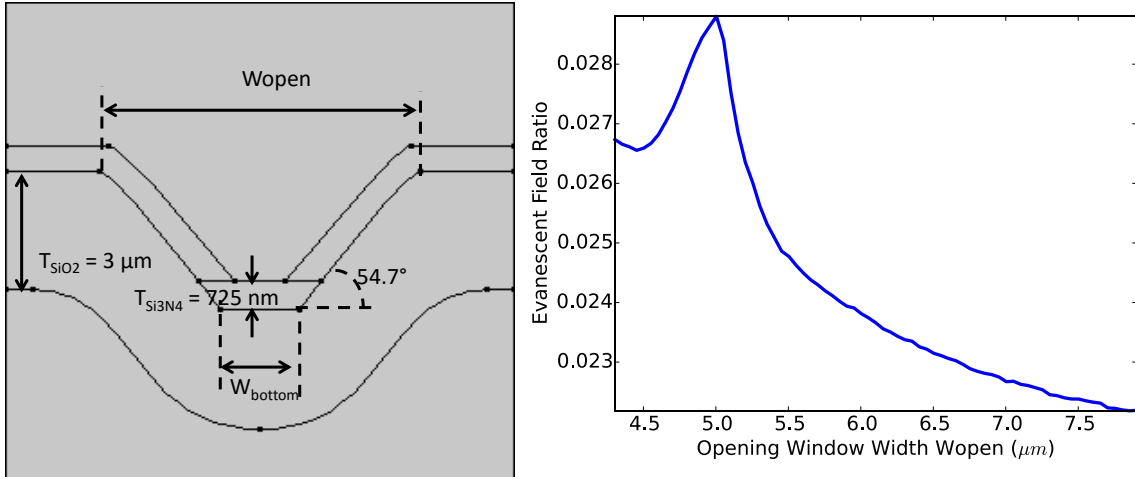 Wopen
T_SiO2 = 3 μm
54.7°
T_Si3N4 = 725 nm
W_bottom
Evanescent Field Ratio
0.028
0.027
0.026
0.025
0.024
0.023
4.5 5.0 5.5 6.0 6.5 7.0 7.5
Opening Window Width Wopen (μm)